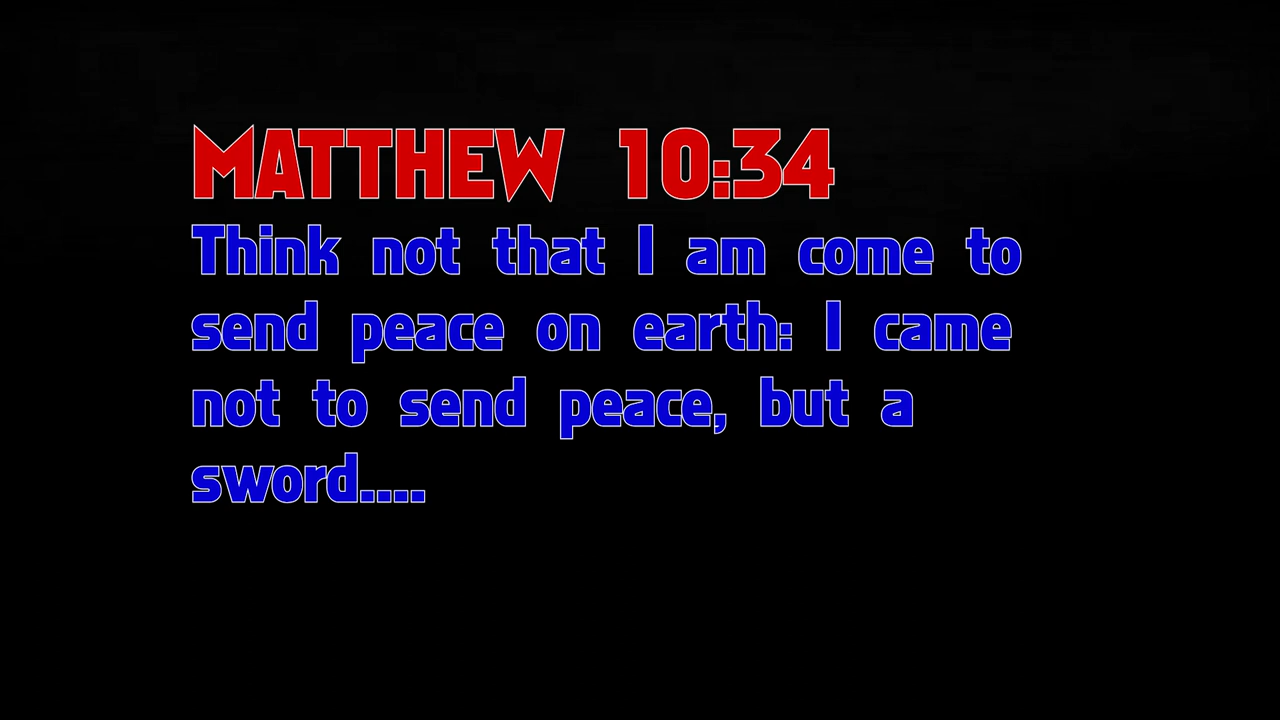 MATTHEW 10:34
Think not that I am come to
send peace on earth: I came
not to send peace, but a
sword....